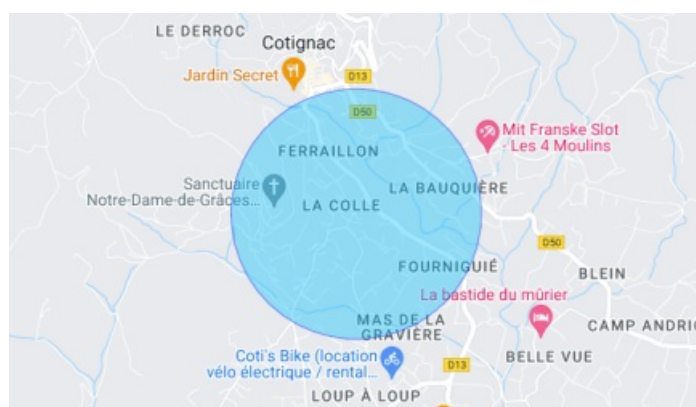 LE DERROC
Cotignac
Jardin Secret
D13
D50
Mit Franske Slot
- Les 4 Moulins
FERRAILLON
Sanctuaire
Notre-Dame-de-Grâces...
LA BAUQUIÈRE
LA COLLE
D50
FOURNIGUIÉ
BLEIN
La bastide du mûrier
MAS DE LA
GRAVIÈRE
CAMP ANDRI
Coti's Bike (location
vélo électrique / rental...
D13
BELLE VUE
LOUP À LOUP